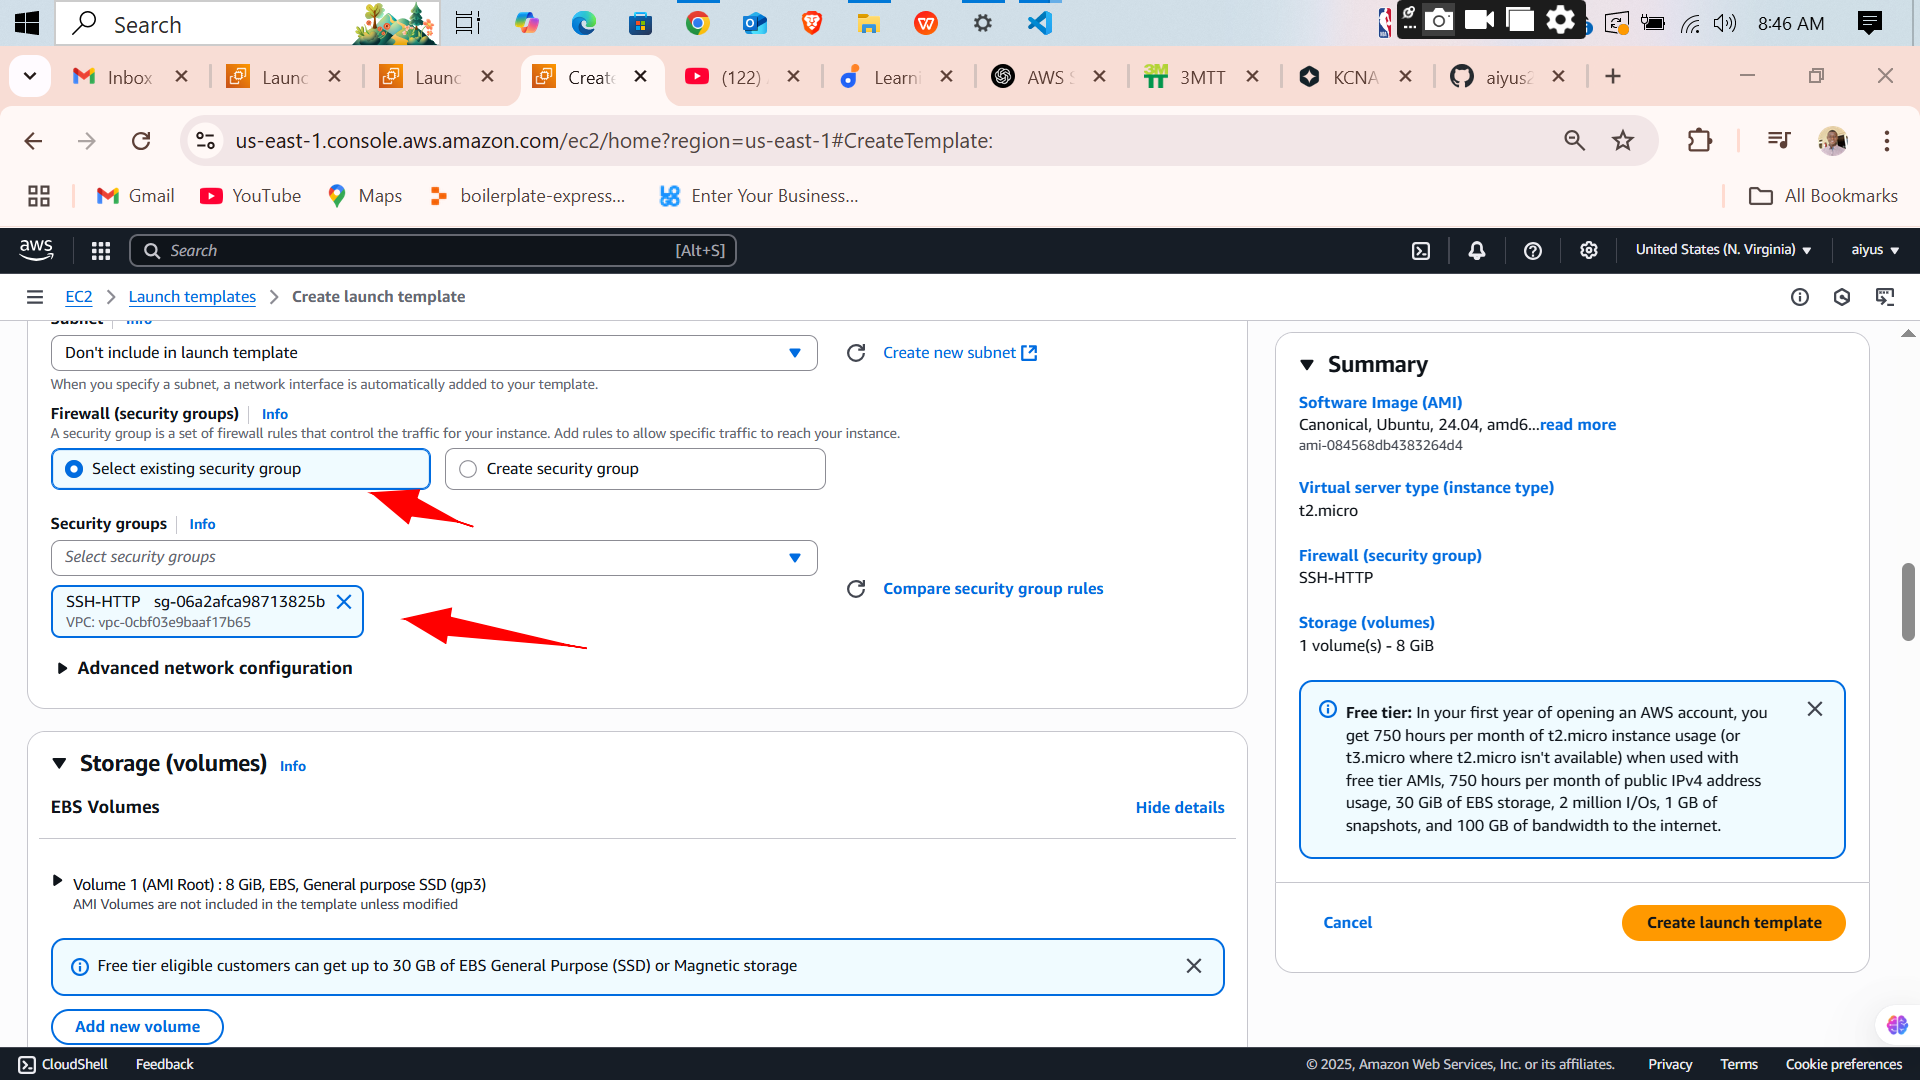 Search
8:46 AM
Inbox
Launc
Launc
Create
(122)
Learni
AWS S
3MTT
KCNA
aiyus2
us-east-1.console.aws.amazon.com/ec2/home?region=us-east-1#CreateTemplate:
Gmail
YouTube
Maps
boilerplate-express...
Enter Your Business...
All Bookmarks
aws
Search
[Alt+S]
United States (N. Virginia)
aiyus
EC2
Launch templates
Create launch template
Subnet
Info
Don't include in launch template
Create new subnet
When you specify a subnet, a network interface is automatically added to your template.
Firewall (security groups)
Info
A security group is a set of firewall rules that control the traffic for your instance. Add rules to allow specific traffic to reach your instance.
Select existing security group
Create security group
Security groups
Info
Select security groups
Compare security group rules
SSH-HTTP sg-06a2afca98713825b
VPC: vpc-0cbf03e9baaf17b65
Advanced network configuration
Storage (volumes)
Info
EBS Volumes
Hide details
Volume 1 (AMI Root) : 8 GiB, EBS, General purpose SSD (gp3)
AMI Volumes are not included in the template unless modified
Free tier eligible customers can get up to 30 GB of EBS General Purpose (SSD) or Magnetic storage
Add new volume
Summary
Software Image (AMI)
Canonical, Ubuntu, 24.04, amd6...read more
ami-084568db4383264d4
Virtual server type (instance type)
t2.micro
Firewall (security group)
SSH-HTTP
Storage (volumes)
1 volume(s) - 8 GiB
Free tier: In your first year of opening an AWS account, you
get 750 hours per month of t2.micro instance usage (or
t3.micro where t2.micro isn't available) when used with
free tier AMIs, 750 hours per month of public IPv4 address
usage, 30 GiB of EBS storage, 2 million I/Os, 1 GB of
snapshots, and 100 GB of bandwidth to the internet.
Cancel
Create launch template
CloudShell
Feedback
© 2025, Amazon Web Services, Inc. or its affiliates.
Privacy
Terms
Cookie preferences